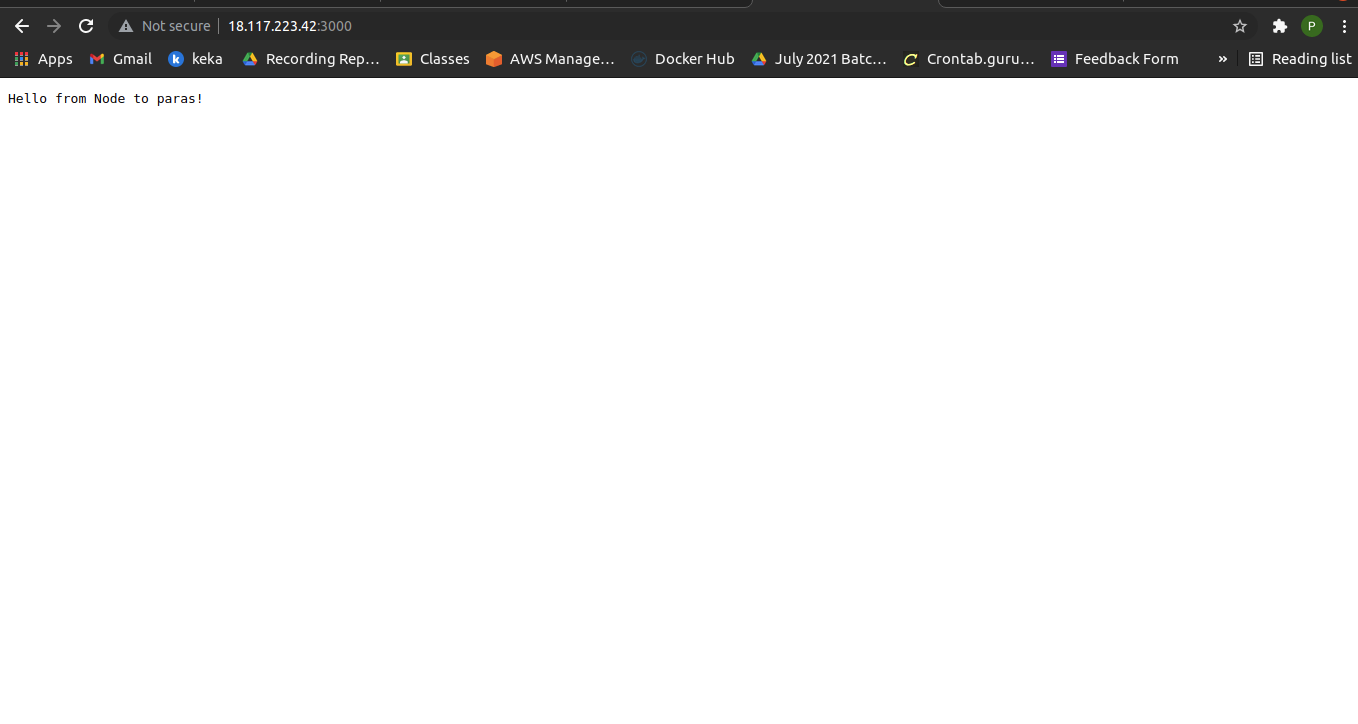 Not secure 18.117.223.42:3000 P
Apps Gmail k keka Recording Rep... Classes AWS Manage... Docker Hub July 2021 Batc... Crontab.guru... Feedback Form » Reading list
Hello from Node to paras!